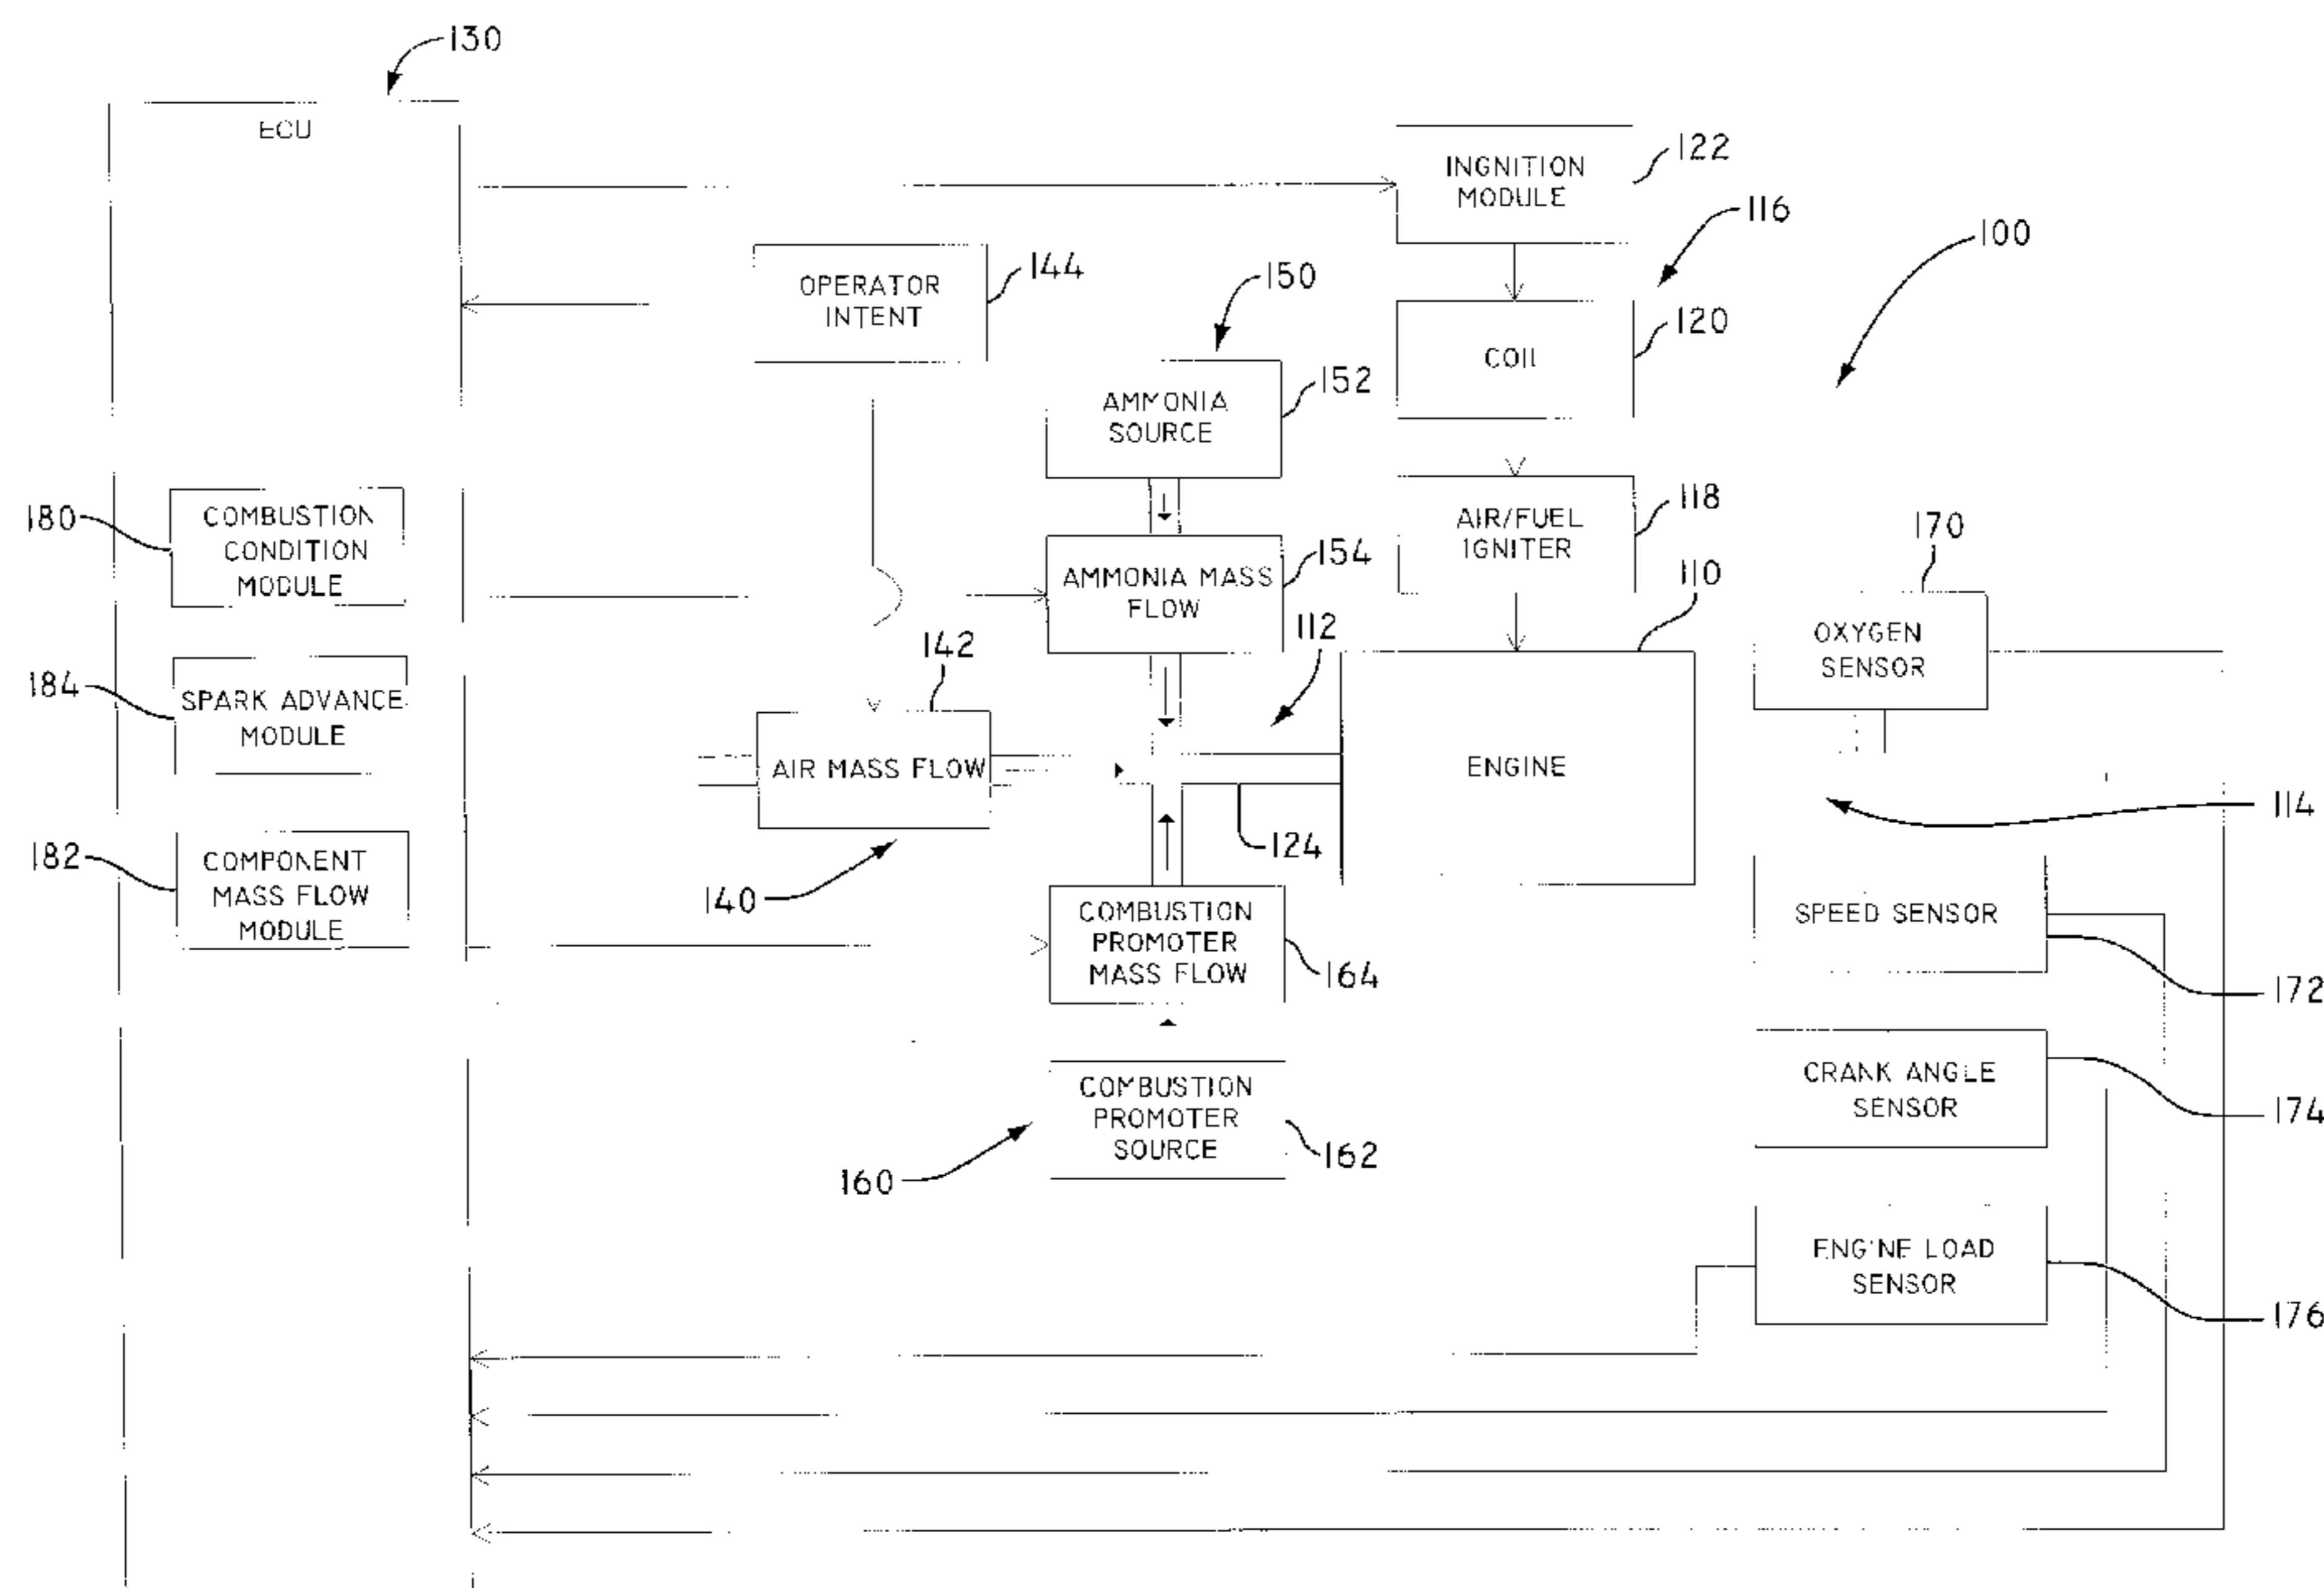 130
ECU
INGNITION
MODULE
122
116
100
OPERATOR
INTENT
144
150
COIL
120
AMMONIA
SOURCE
152
180
COMBUSTION
CONDITION
MODULE
AIR/FUEL
IGNITER
118
170
AMMONIA MASS
FLOW
154
110
112
OXYGEN
SENSOR
142
184
SPARK ADVANCE
MODULE
AIR MASS FLOW
ENGINE
114
124
182
COMPONENT
MASS FLOW
MODULE
140
COMBUSTION
PROMOTER
MASS FLOW
164
SPEED SENSOR
172
COMBUSTION
PROMOTER
SOURCE
162
160
CRANK ANGLE
SENSOR
174
ENGINE LOAD
SENSOR
176